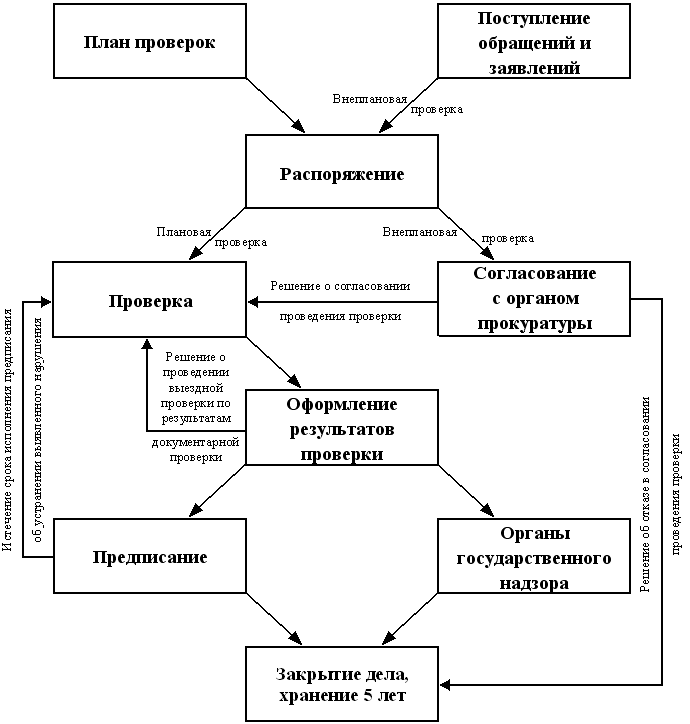 План проверок
Поступление
обращений и
заявлений
Внеплановая
проверка
Распоряжение
Плановая
проверка
Внеплановая
проверка
Проверка
Решение о согласовании
проведения проверки
Согласование
с органом
прокуратуры
Истечение срока исполнения предписания
об устранении выявленного нарушения
Решение о
проведении
выездной
проверки по
результатам
документарной
проверки
Оформление
результатов
проверки
Решение об отказе в согласовании
проведения проверки
Предписание
Органы
государственного
надзора
Закрытие дела,
хранение 5 лет